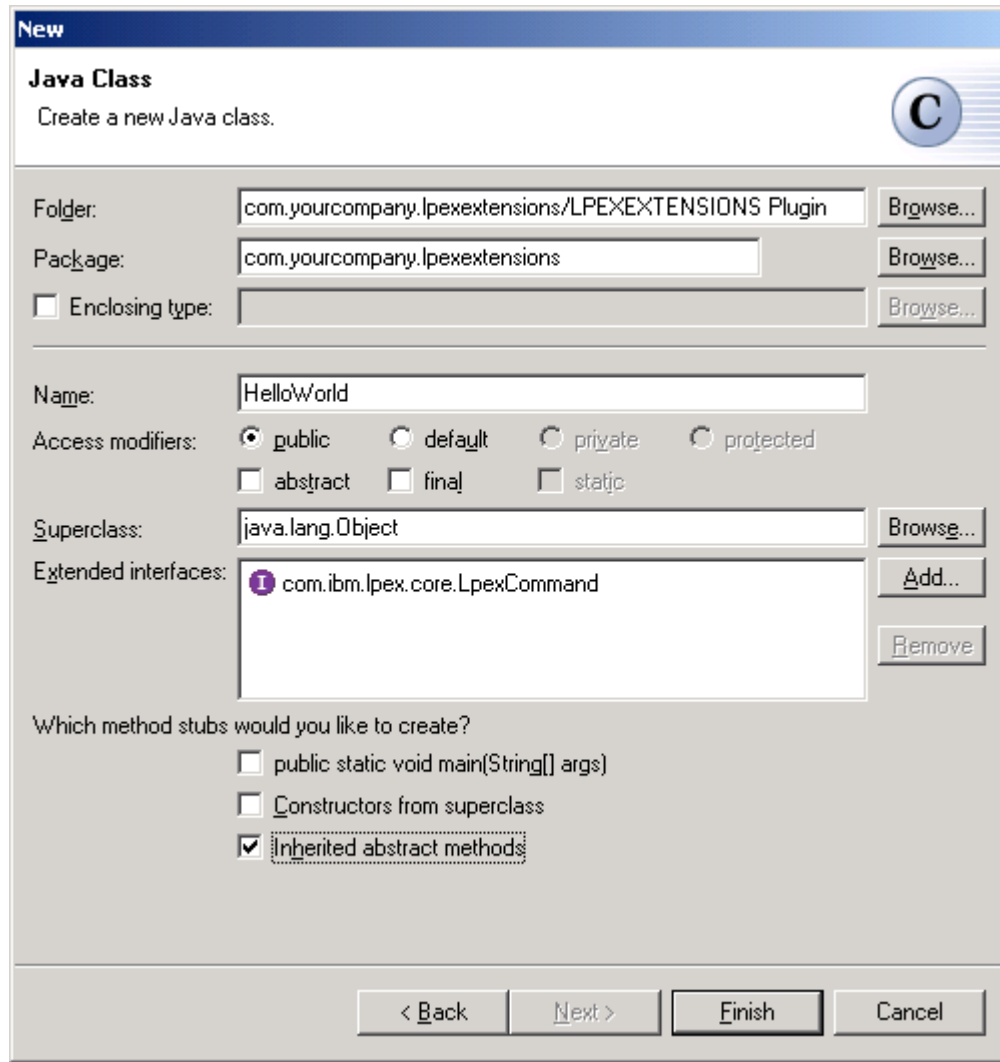 New
Java Class
Create a new Java class.
C
Folder: com.yourcompany.lpexextensions/LPEXEXTENSIONS Plugin Browse...
Package: com.yourcompany.lpexextensions Browse...
Enclosing type: Browse...
Name: HelloWorld
Access modifiers: public default private protected
abstract final static
Superclass: java.lang.Object Browse...
Extended interfaces: I com.ibm.lpex.core.LpexCommand Add...
Remove
Which method stubs would you like to create?
public static void main(String[] args)
Constructors from superclass
Inherited abstract methods
< Back Next > Finish Cancel